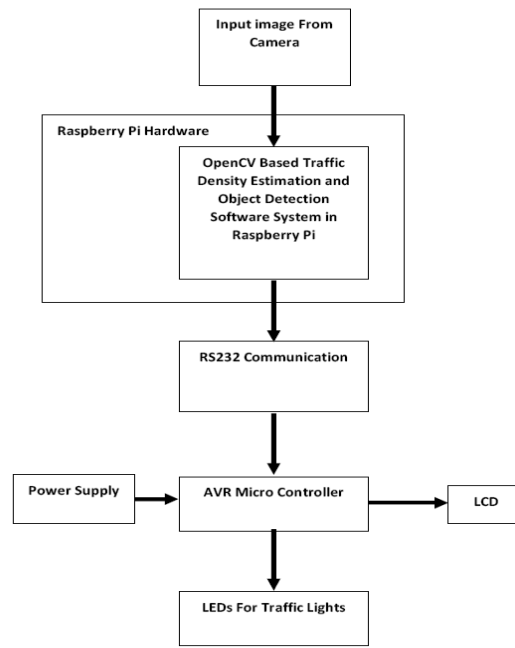 Input image From
Camera
Raspberry Pi Hardware
OpenCV Based Traffic
Density Estimation and
Object Detection
Software System in
Raspberry Pi
RS232 Communication
Power Supply
AVR Micro Controller
LCD
LEDs For Traffic Lights